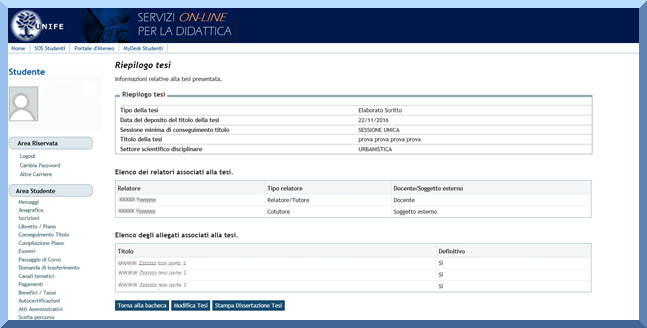 UNIFE
SERVIZI ON-LINE
PER LA DIDATTICA
Home SOS Studenti Portale d'Ateneo MyDesk Studenti
Studente
Area Riservata
Logout
Cambia Password
Altre Carriere
Area Studente
Messaggi
Anagrafica
Iscrizioni
Libretto / Piano
Conseguimento Titolo
Compilazione Piano
Esoneri
Passaggio di Corso
Domanda di trasferimento
Canali tematici
Pagamenti
Benefici / Tasse
Autocertificazioni
Atti Amministrativi
Scelta percorso
Riepilogo tesi
Informazioni relative alla tesi presentata.
Riepilogo tesi
Tipo della tesi Elaborato Scritto
Data del deposito del titolo della tesi 22/11/2016
Sessione minima di conseguimento titolo SESSIONE UNICA
Titolo della tesi prova prova prova prova
Settore scientifico disciplinare URBANISTICA
Elenco dei relatori associati alla tesi.
Relatore Tipo relatore Docente/Soggetto esterno
XXXXX Yyyyyyy Relatore/Tutore Docente
XXXXX Yyyyyyy Cotutore Soggetto esterno
Elenco degli allegati associati alla tesi.
Titolo Definitivo
WWWW Zzzzzzz tesi parte 2 Sì
WWWW Zzzzzzz tesi parte 2 Sì
WWWW Zzzzzzz tesi parte 3 Sì
Torna alla bacheca Modifica Tesi Stampa Dissertazione Tesi